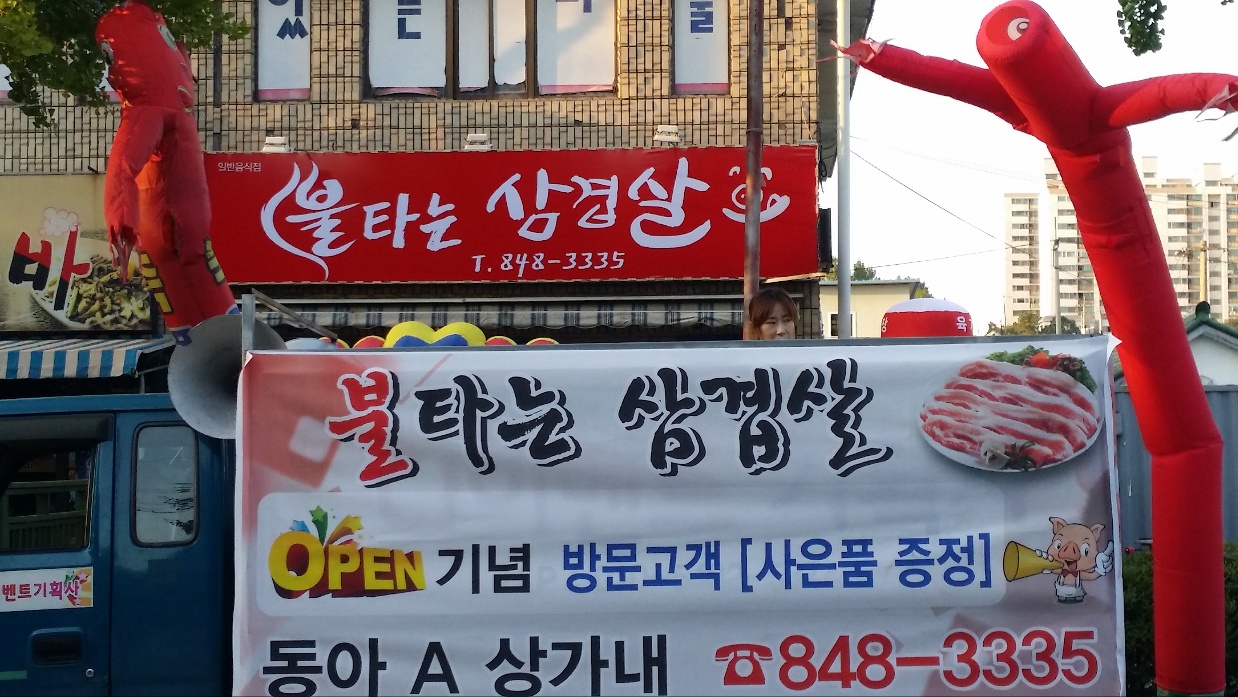 일반음식점
불타는 삼겹살
T. 848-3335
바
불타는 삼겹살
OPEN 기념 방문고객 [사은품 증정]
벤트기획사
동아 A 상가내 ☎848-3335